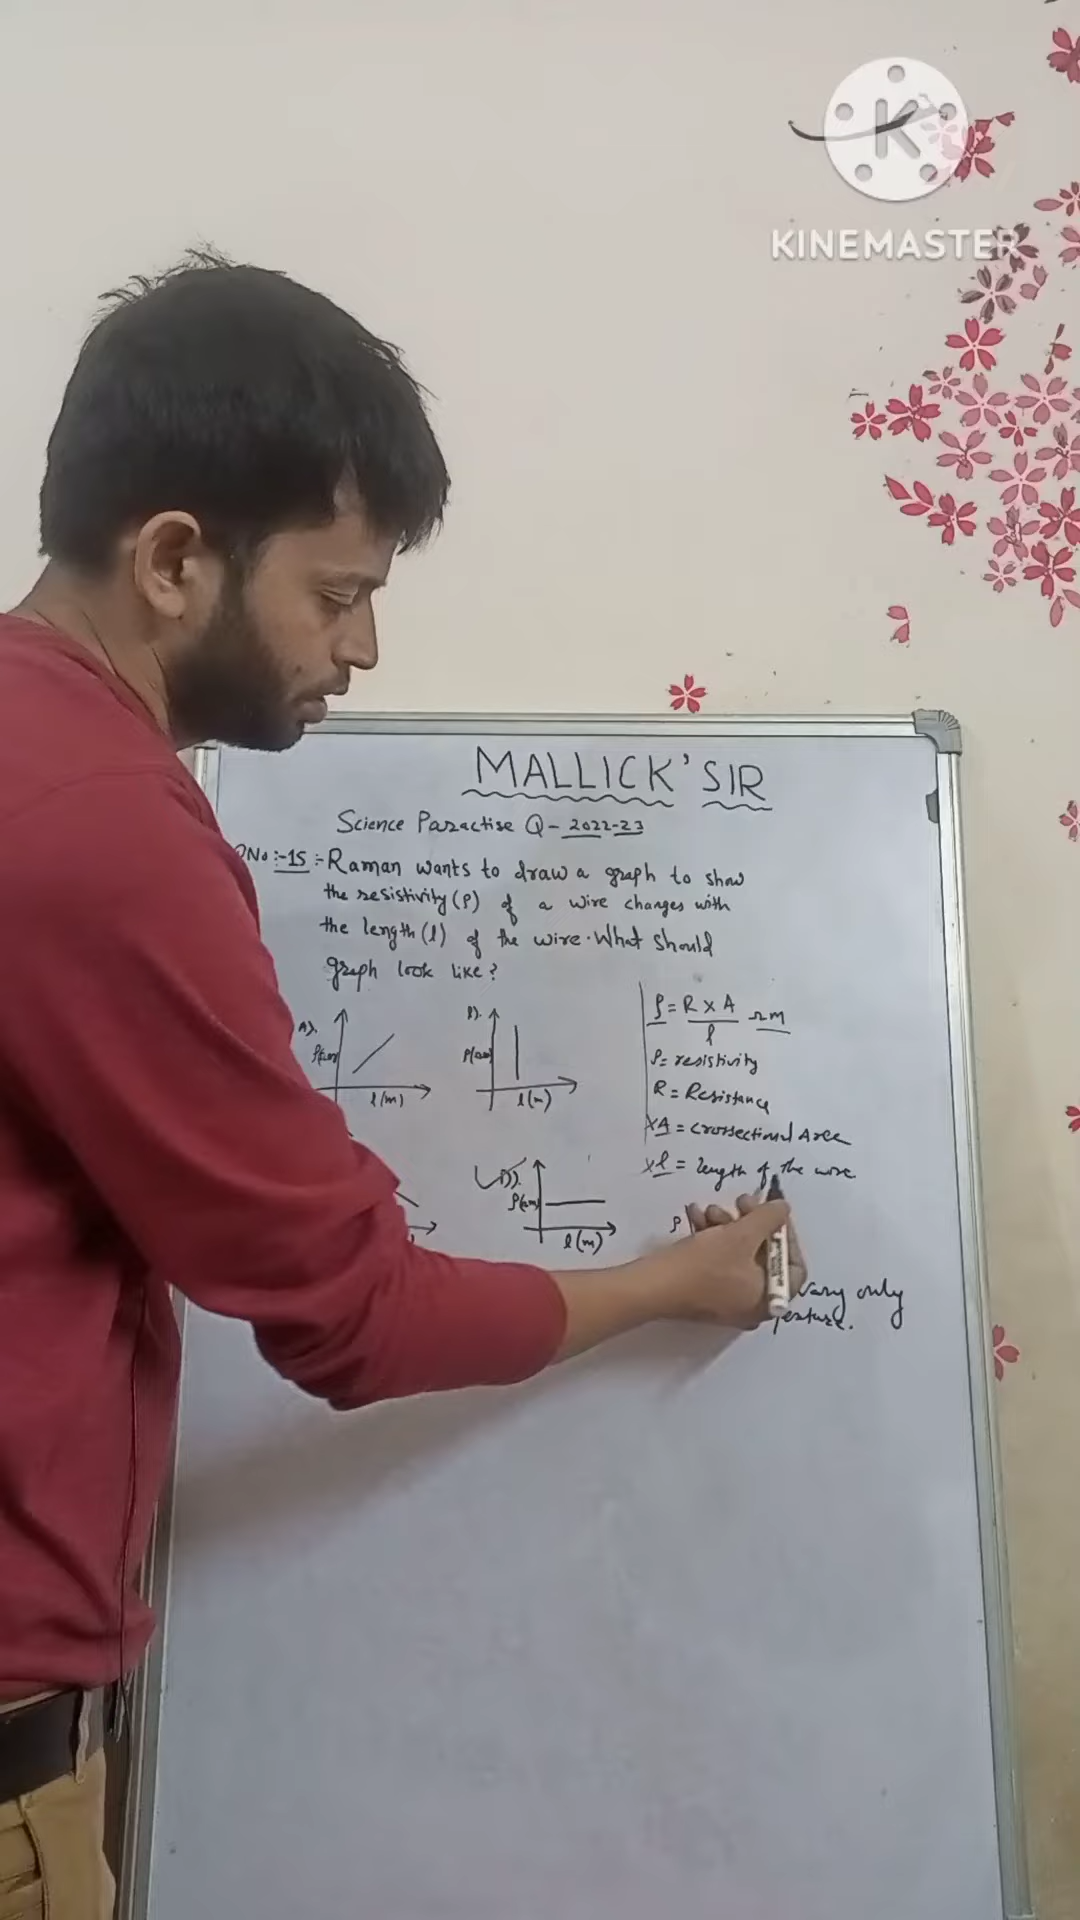 KINEMASTER
MALLICK'SIR
Science Paractise Q- 2022-23
QNo:-15:-Raman wants to draw a graph to show
the resistivity (ρ) of a wire changes with
the length (l) of the wire. What should
graph look like?
A).
ρ(Ωm)
l(m)
B).
ρ(Ωm)
l(m)
D).
ρ(Ωm)
l(m)
ρ = R X A / l Ωm
ρ = resistivity
R = Resistance
XA = crossectional Area
Xl = length of the wire
ρ
vary only